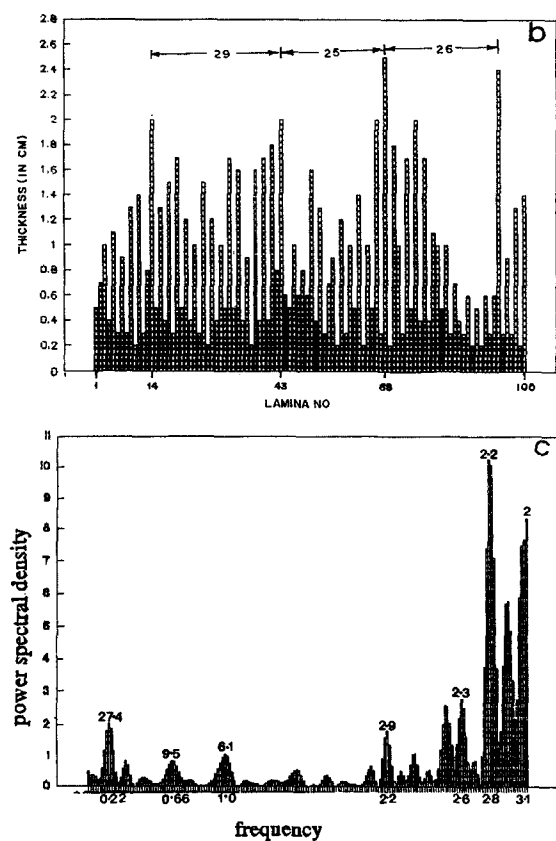 b
2.8
2.6
2.4
2.2
2
1.8
1.6
1.4
1.2
1
0.8
0.6
0.4
0.2
0
THICKNESS (IN CM)
29 25 26
1 14 43 68 100
LAMINA NO
C
11
10
9
8
7
6
5
4
3
2
1
0
power spectral density
27·4 9·5 6·1 2·9 2·3 2·2 2
0·22 0·66 1·0 2·2 2·6 2·8 3·1
frequency